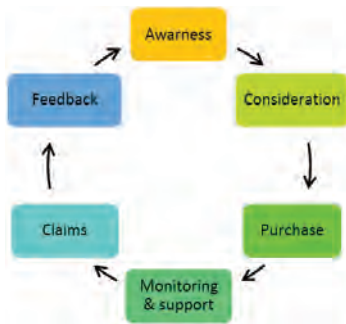 Awarness
Consideration
Purchase
Monitoring
& support
Claims
Feedback